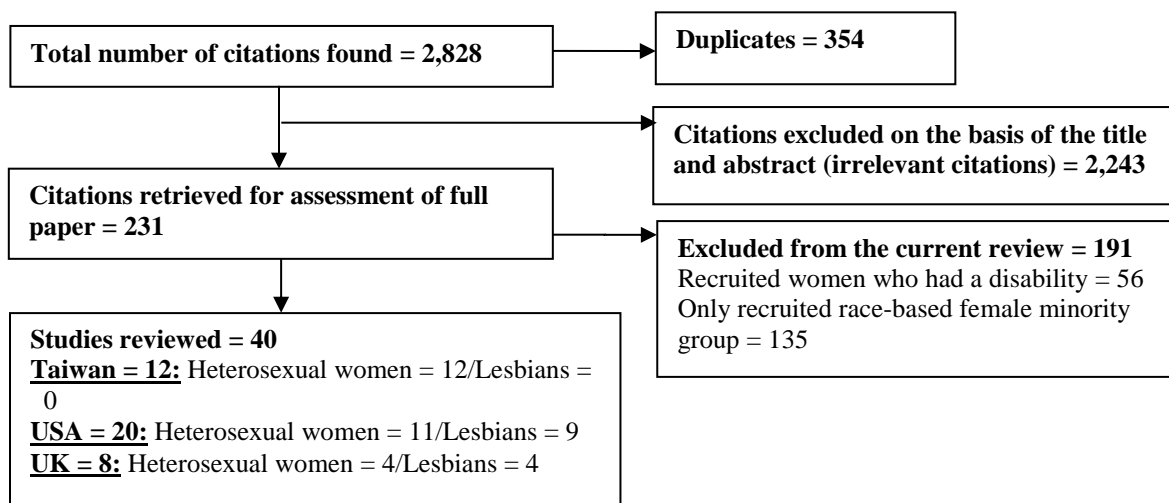 Total number of citations found = 2,828
Duplicates = 354
Citations excluded on the basis of the title
and abstract (irrelevant citations) = 2,243
Citations retrieved for assessment of full
paper = 231
Excluded from the current review = 191
Recruited women who had a disability = 56
Only recruited race-based female minority
group = 135
Studies reviewed = 40
Taiwan = 12: Heterosexual women = 12/Lesbians =
0
USA = 20: Heterosexual women = 11/Lesbians = 9
UK = 8: Heterosexual women = 4/Lesbians = 4